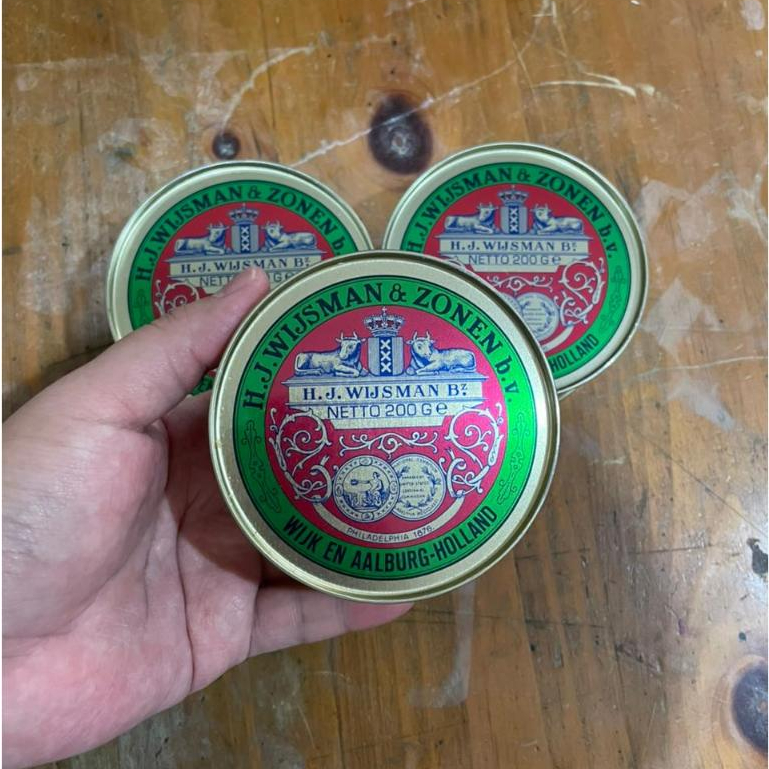 H.J.WIJSMAN & ZONEN b.v.
H.J.WIJSMAN Bz
NETTO 200 G e
PHILADELPHIA 1876
WIJK EN AALBURG-HOLLAND
H.J.WIJSMAN & ZONEN b.
H.J.WIJSMAN Bz
NETTO G e
H.J.WIJSMAN & ZONEN b.v.
H.J.WIJSMAN Bz
NETTO 200 G e
HOLLAND